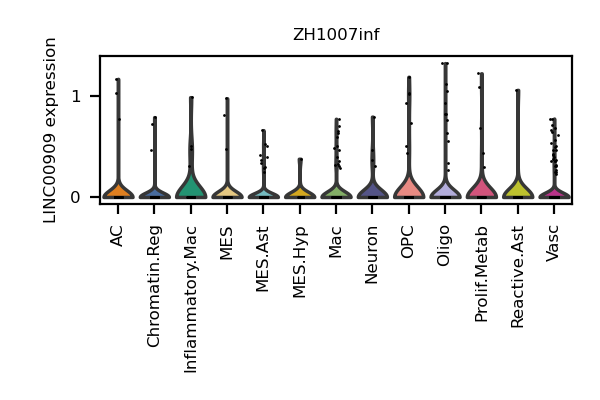 ZH1007inf
LINC00909 expression
1
0
AC
Chromatin.Reg
Inflammatory.Mac
MES
MES.Ast
MES.Hyp
Mac
Neuron
OPC
Oligo
Prolif.Metab
Reactive.Ast
Vasc